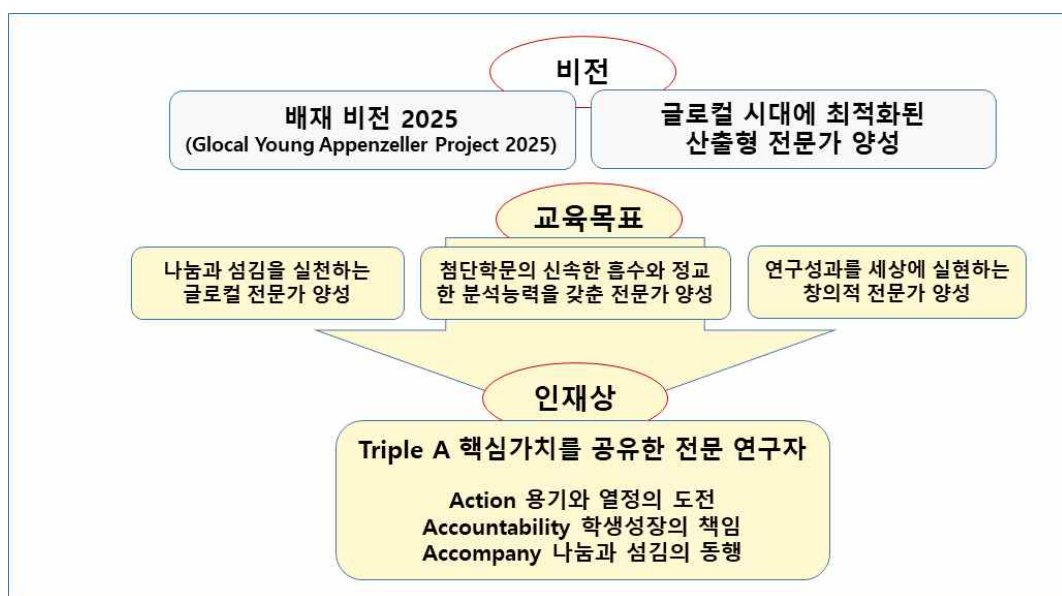 비전
배재 비전 2025
(Glocal Young Appenzeller Project 2025)
글로컬 시대에 최적화된
산출형 전문가 양성
교육목표
나눔과 섬김을 실천하는
글로컬 전문가 양성
첨단학문의 신속한 흡수와 정교
한 분석능력을 갖춘 전문가 양성
연구성과를 세상에 실현하는
창의적 전문가 양성
인재상
Triple A 핵심가치를 공유한 전문 연구자
Action 용기와 열정의 도전
Accountability 학생성장의 책임
Accompany 나눔과 섬김의 동행